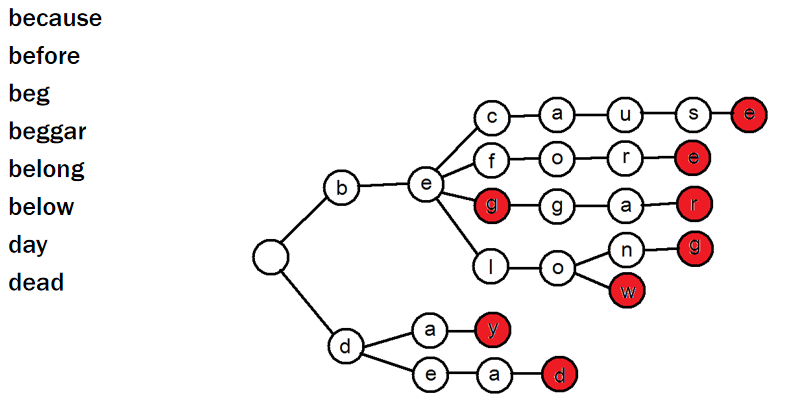 because
before
beg
beggar
belong
below
day
dead
c a u s e
f o r e
b e
g g a r
l o n g
w
d a y
e a d